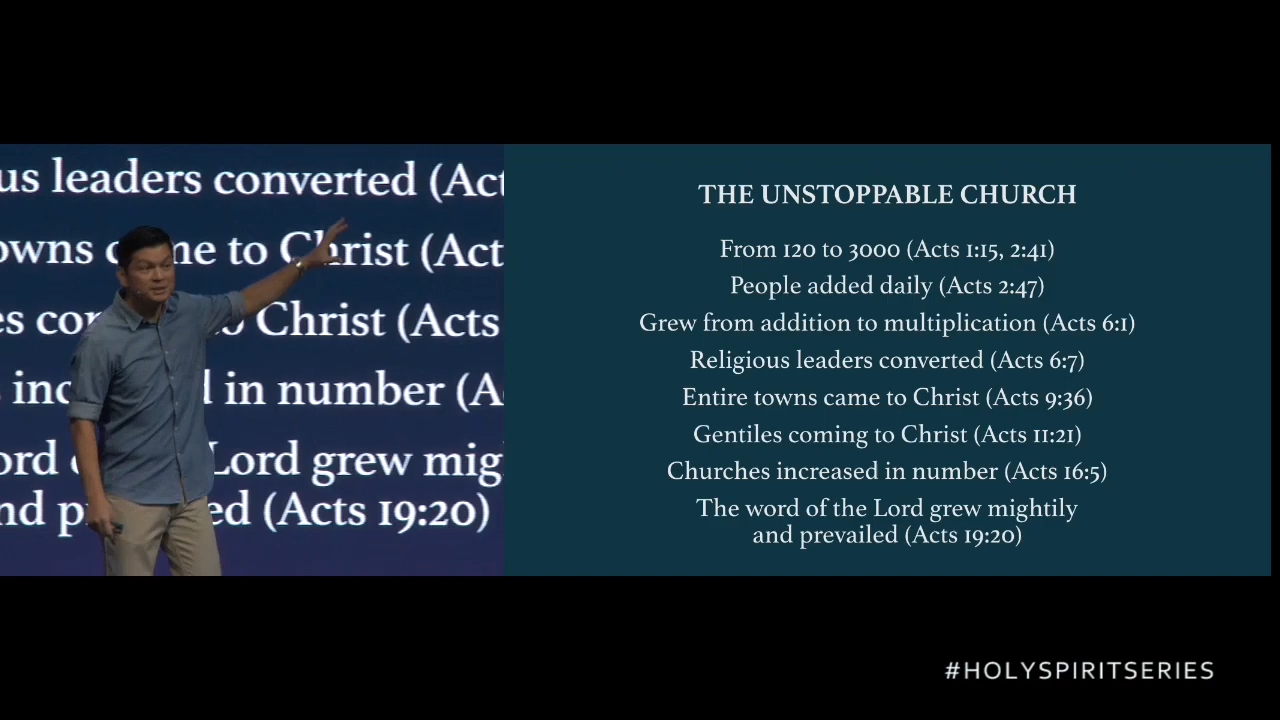 us leaders converted (Act
owns came to Christ (Act
Christ (Acts
in number (A
Lord grew mig
(Acts 19:20)
THE UNSTOPPABLE CHURCH
From 120 to 3000 (Acts 1:15, 2:41)
People added daily (Acts 2:47)
Grew from addition to multiplication (Acts 6:1)
Religious leaders converted (Acts 6:7)
Entire towns came to Christ (Acts 9:36)
Gentiles coming to Christ (Acts 11:21)
Churches increased in number (Acts 16:5)
The word of the Lord grew mightily
and prevailed (Acts 19:20)
#HOLYSPIRITSERIES